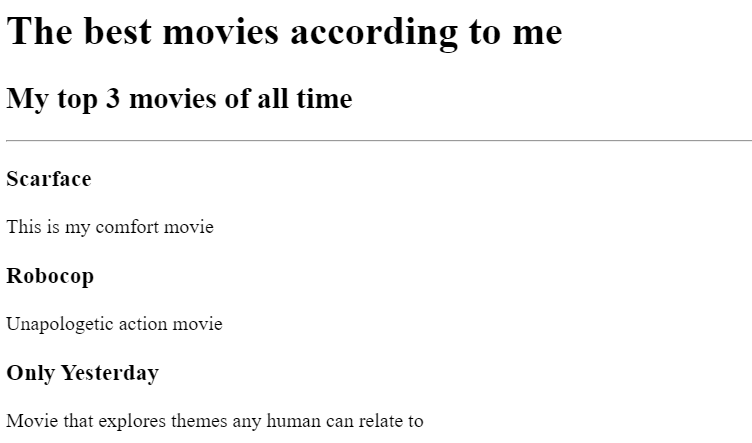 The best movies according to me
My top 3 movies of all time
Scarface
This is my comfort movie
Robocop
Unapologetic action movie
Only Yesterday
Movie that explores themes any human can relate to